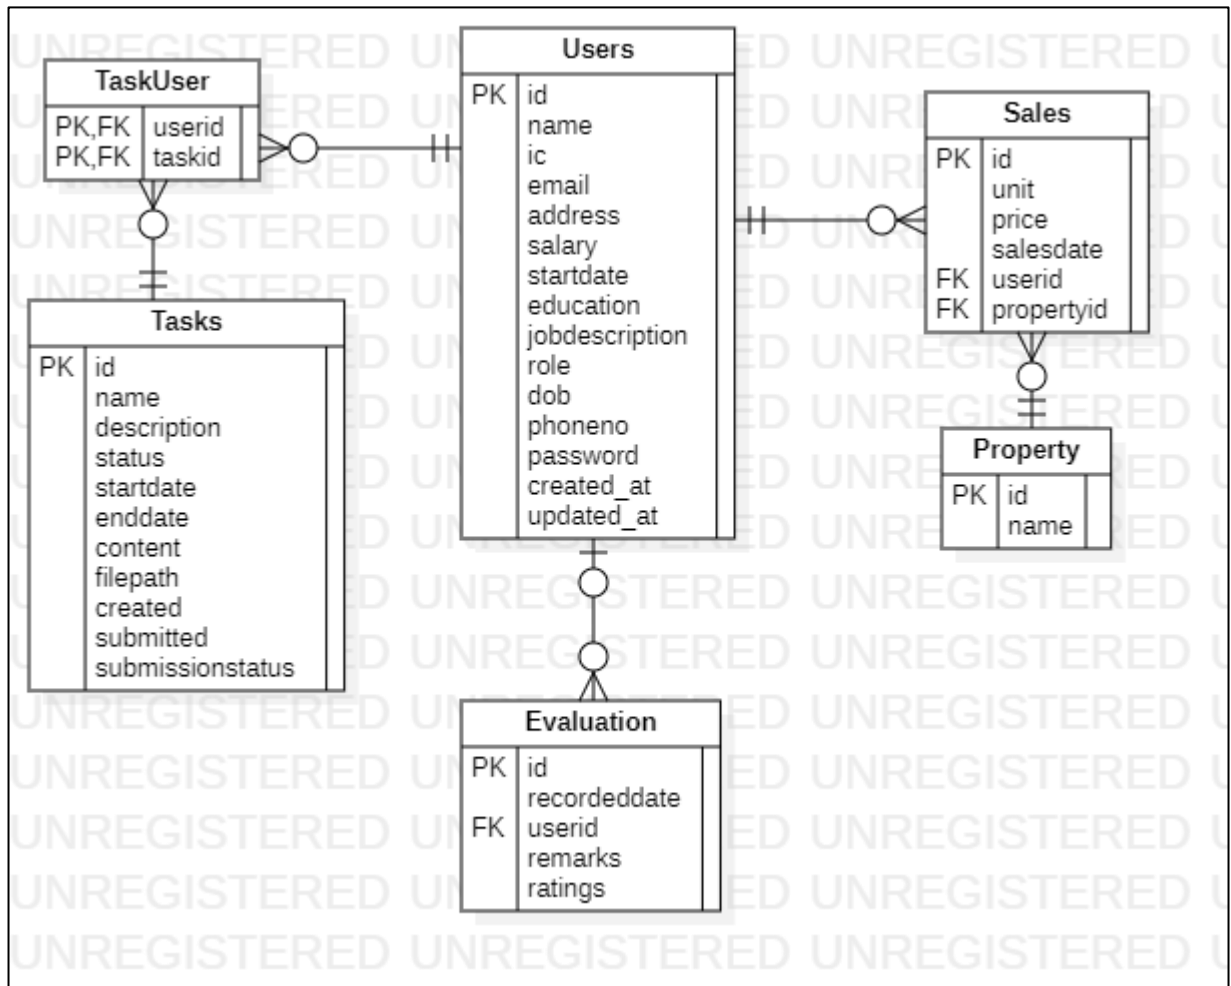 TaskUser
PK,FK userid
PK,FK taskid
Users
PK id
name
ic
email
address
salary
startdate
education
jobdescription
role
dob
phoneno
password
created_at
updated_at
Sales
PK id
unit
price
salesdate
FK userid
FK propertyid
Tasks
PK id
name
description
status
startdate
enddate
content
filepath
created
submitted
submissionstatus
Property
PK id
name
Evaluation
PK id
recordeddate
FK userid
remarks
ratings
UNREGISTERED UNREGISTERED UNREGISTERED